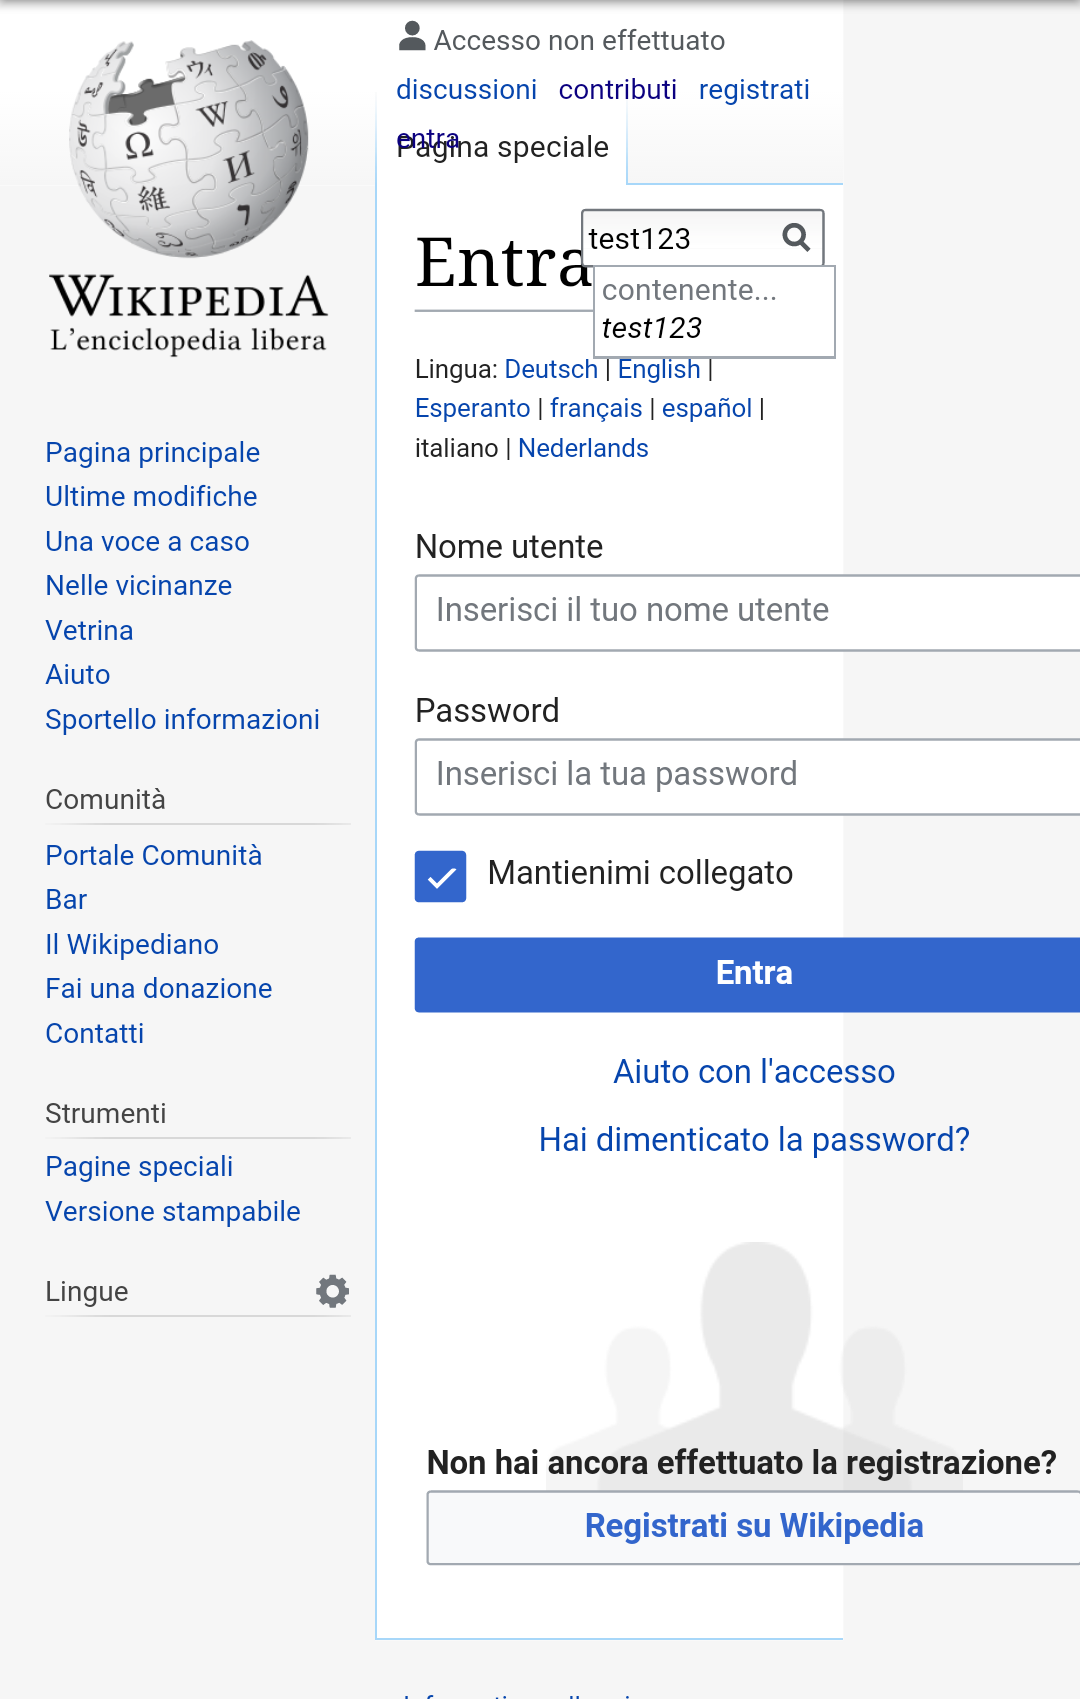 Accesso non effettuato
discussioni contributi registrati
entra
Pagina speciale
WIKIPEDIA
L'enciclopedia libera
Entra
test123
contenente...
test123
Lingua: Deutsch | English |
Esperanto | français | español |
italiano | Nederlands
Pagina principale
Ultime modifiche
Una voce a caso
Nelle vicinanze
Vetrina
Aiuto
Sportello informazioni
Comunità
Portale Comunità
Bar
Il Wikipediano
Fai una donazione
Contatti
Strumenti
Pagine speciali
Versione stampabile
Lingue
Nome utente
Inserisci il tuo nome utente
Password
Inserisci la tua password
Mantienimi collegato
Entra
Aiuto con l'accesso
Hai dimenticato la password?
Non hai ancora effettuato la registrazione?
Registrati su Wikipedia